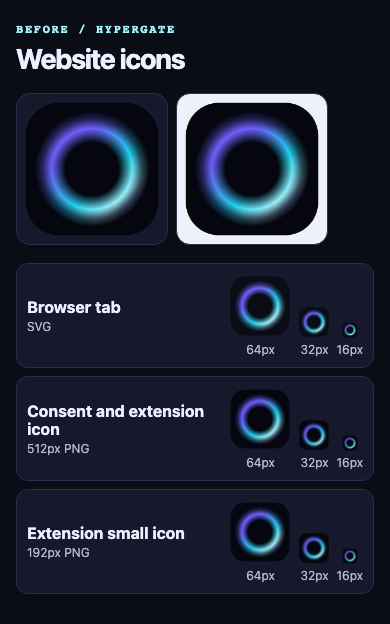 BEFORE / HYPERGATE
Website icons
Browser tab
SVG
64px 32px 16px
Consent and extension
icon
512px PNG
64px 32px 16px
Extension small icon
192px PNG
64px 32px 16px